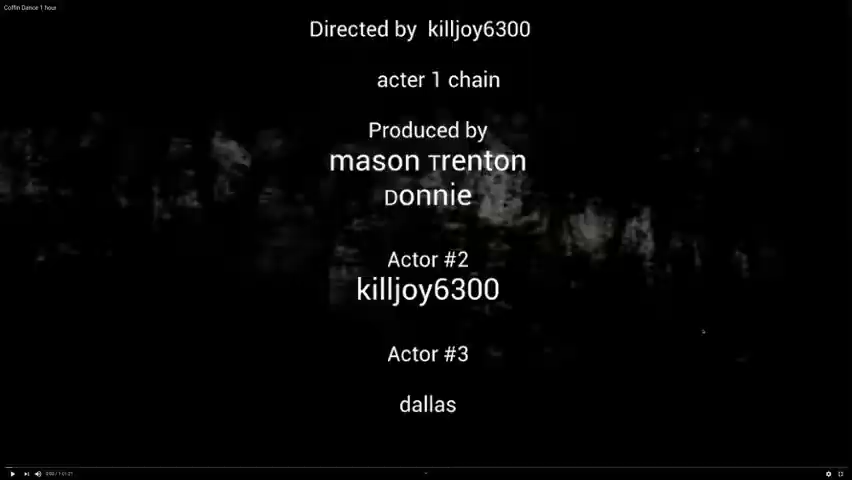 Coffin Dance 1 hour
Directed by killjoy6300
acter 1 chain
Produced by
mason Trenton
Donnie
Actor #2
killjoy6300
Actor #3
dallas